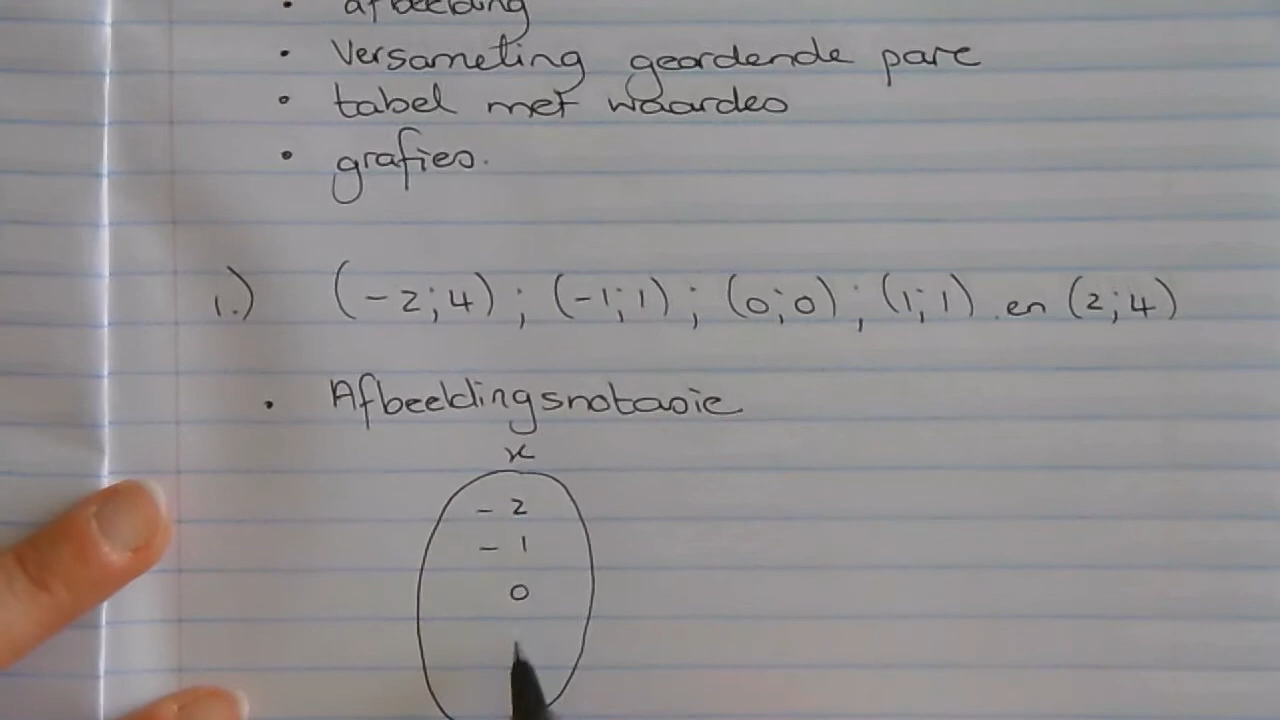 • afbeelding
• Versameling geordende pare
• tabel met waardes
• grafies.
1.) (-2;4) ; (-1;1) ; (0;0) ; (1;1) en (2;4)
• Afbeeldingsnotasie
x
-2
-1
0